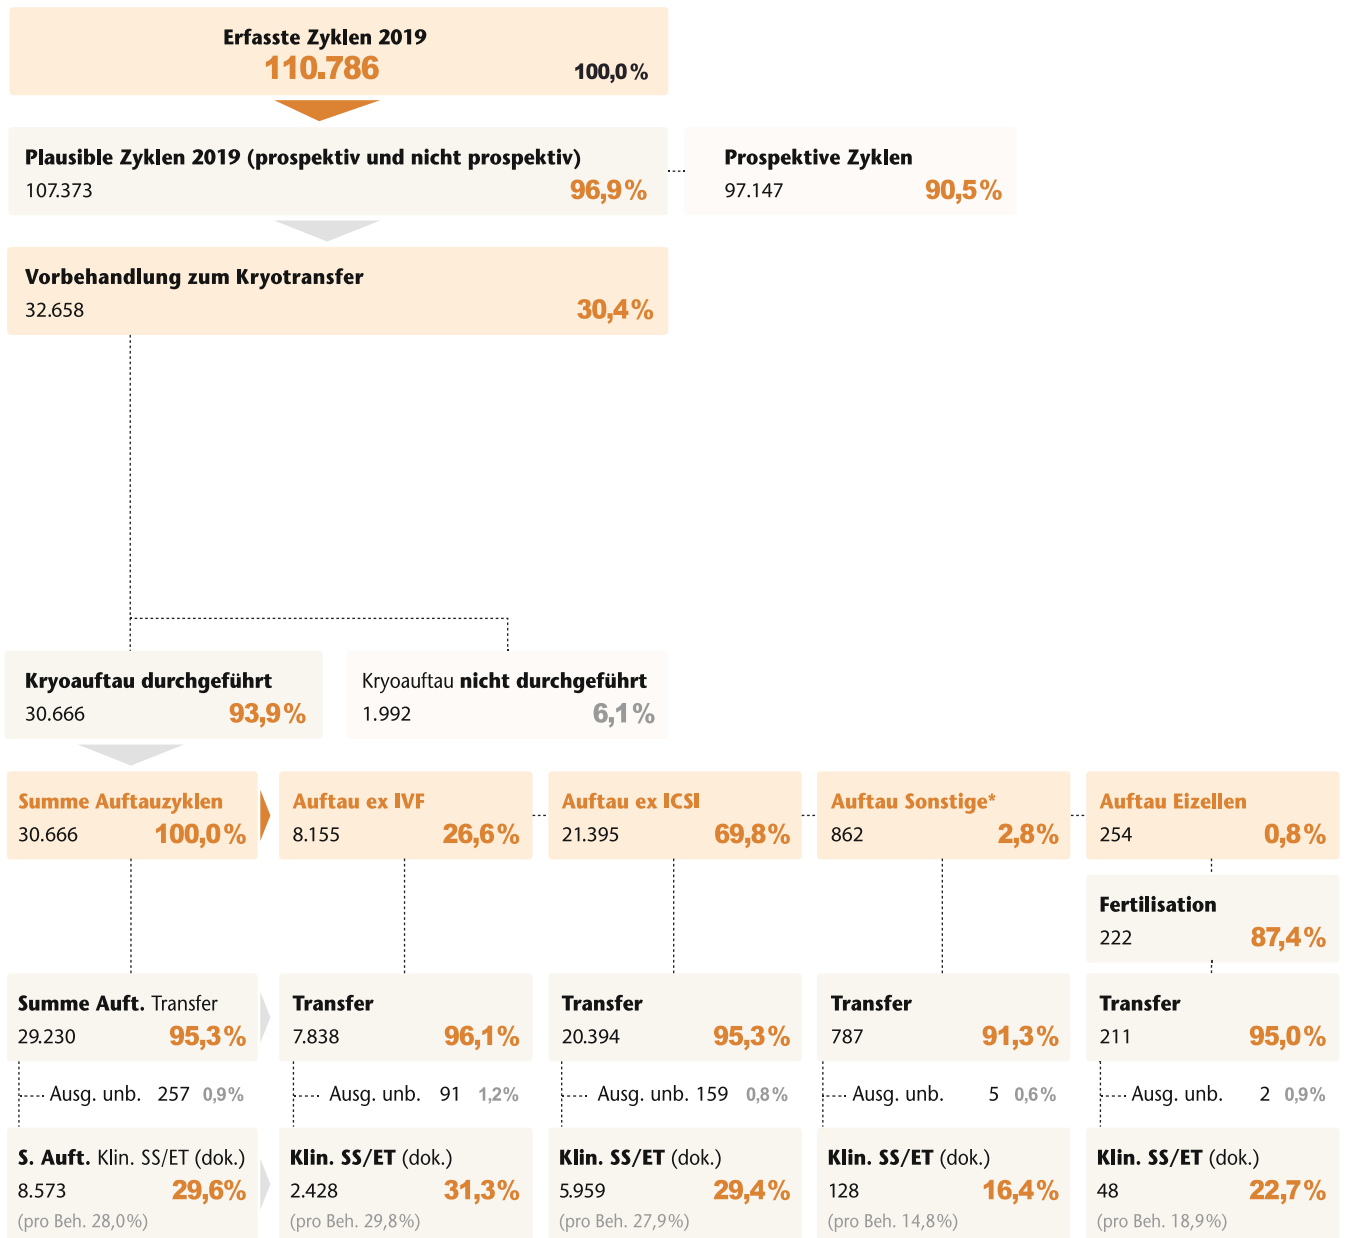 Erfasste Zyklen 2019
110.786 100,0%
Plausible Zyklen 2019 (prospektiv und nicht prospektiv)
107.373 96,9%
Prospektive Zyklen
97.147 90,5%
Vorbehandlung zum Kryotransfer
32.658 30,4%
Kryoauftau durchgeführt
30.666 93,9%
Kryoauftau nicht durchgeführt
1.992 6,1%
Summe Auftauzyklen
30.666 100,0%
Auftau ex IVF
8.155 26,6%
Auftau ex ICSI
21.395 69,8%
Auftau Sonstige*
862 2,8%
Auftau Eizellen
254 0,8%
Fertilisation
222 87,4%
Summe Auft. Transfer
29.230 95,3%
Transfer
7.838 96,1%
Transfer
20.394 95,3%
Transfer
787 91,3%
Transfer
211 95,0%
Ausg. unb. 257 0,9%
Ausg. unb. 91 1,2%
Ausg. unb. 159 0,8%
Ausg. unb. 5 0,6%
Ausg. unb. 2 0,9%
S. Auft. Klin. SS/ET (dok.)
8.573 29,6%
(pro Beh. 28,0%)
Klin. SS/ET (dok.)
2.428 31,3%
(pro Beh. 29,8%)
Klin. SS/ET (dok.)
5.959 29,4%
(pro Beh. 27,9%)
Klin. SS/ET (dok.)
128 16,4%
(pro Beh. 14,8%)
Klin. SS/ET (dok.)
48 22,7%
(pro Beh. 18,9%)